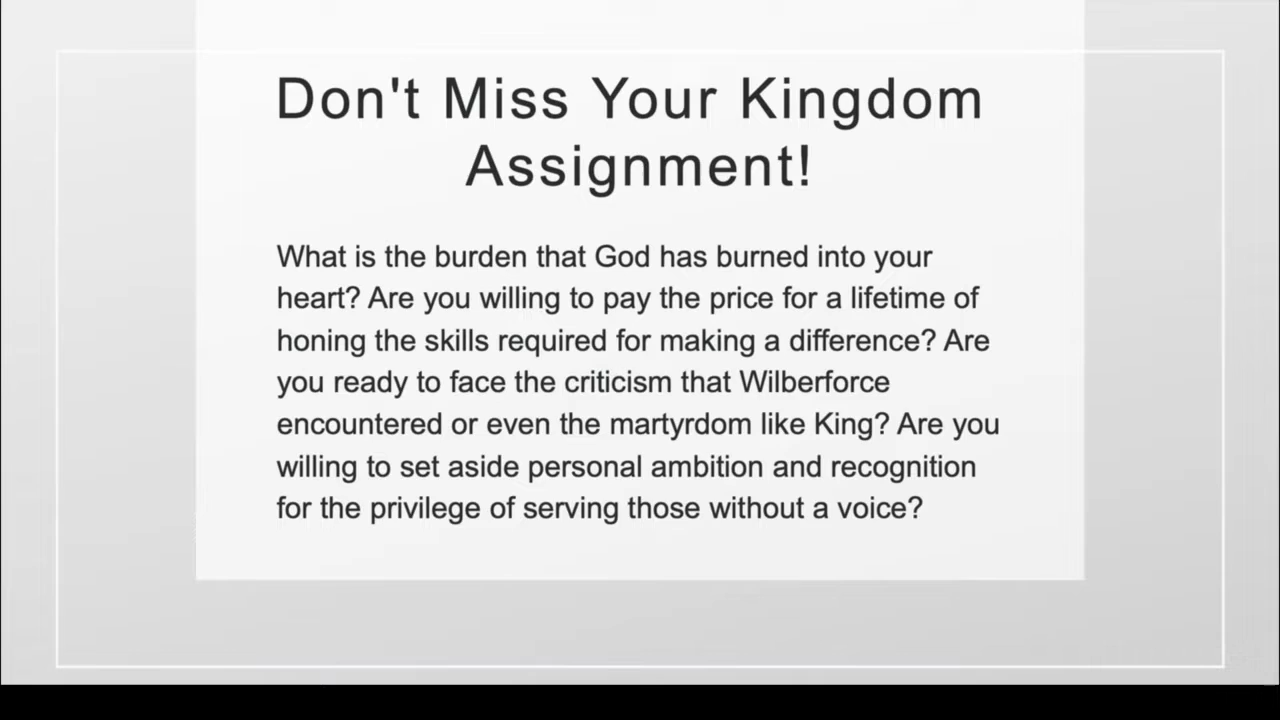 Don't Miss Your Kingdom
Assignment!
What is the burden that God has burned into your
heart? Are you willing to pay the price for a lifetime of
honing the skills required for making a difference? Are
you ready to face the criticism that Wilberforce
encountered or even the martyrdom like King? Are you
willing to set aside personal ambition and recognition
for the privilege of serving those without a voice?